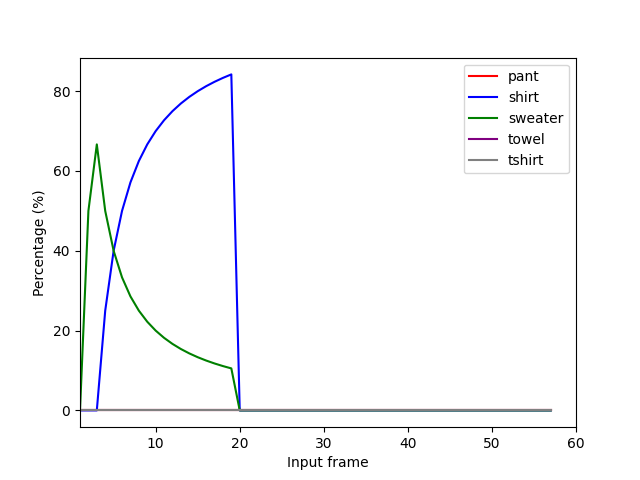 pant
shirt
sweater
towel
tshirt
80
60
40
20
0
Percentage (%)
10 20 30 40 50 60
Input frame